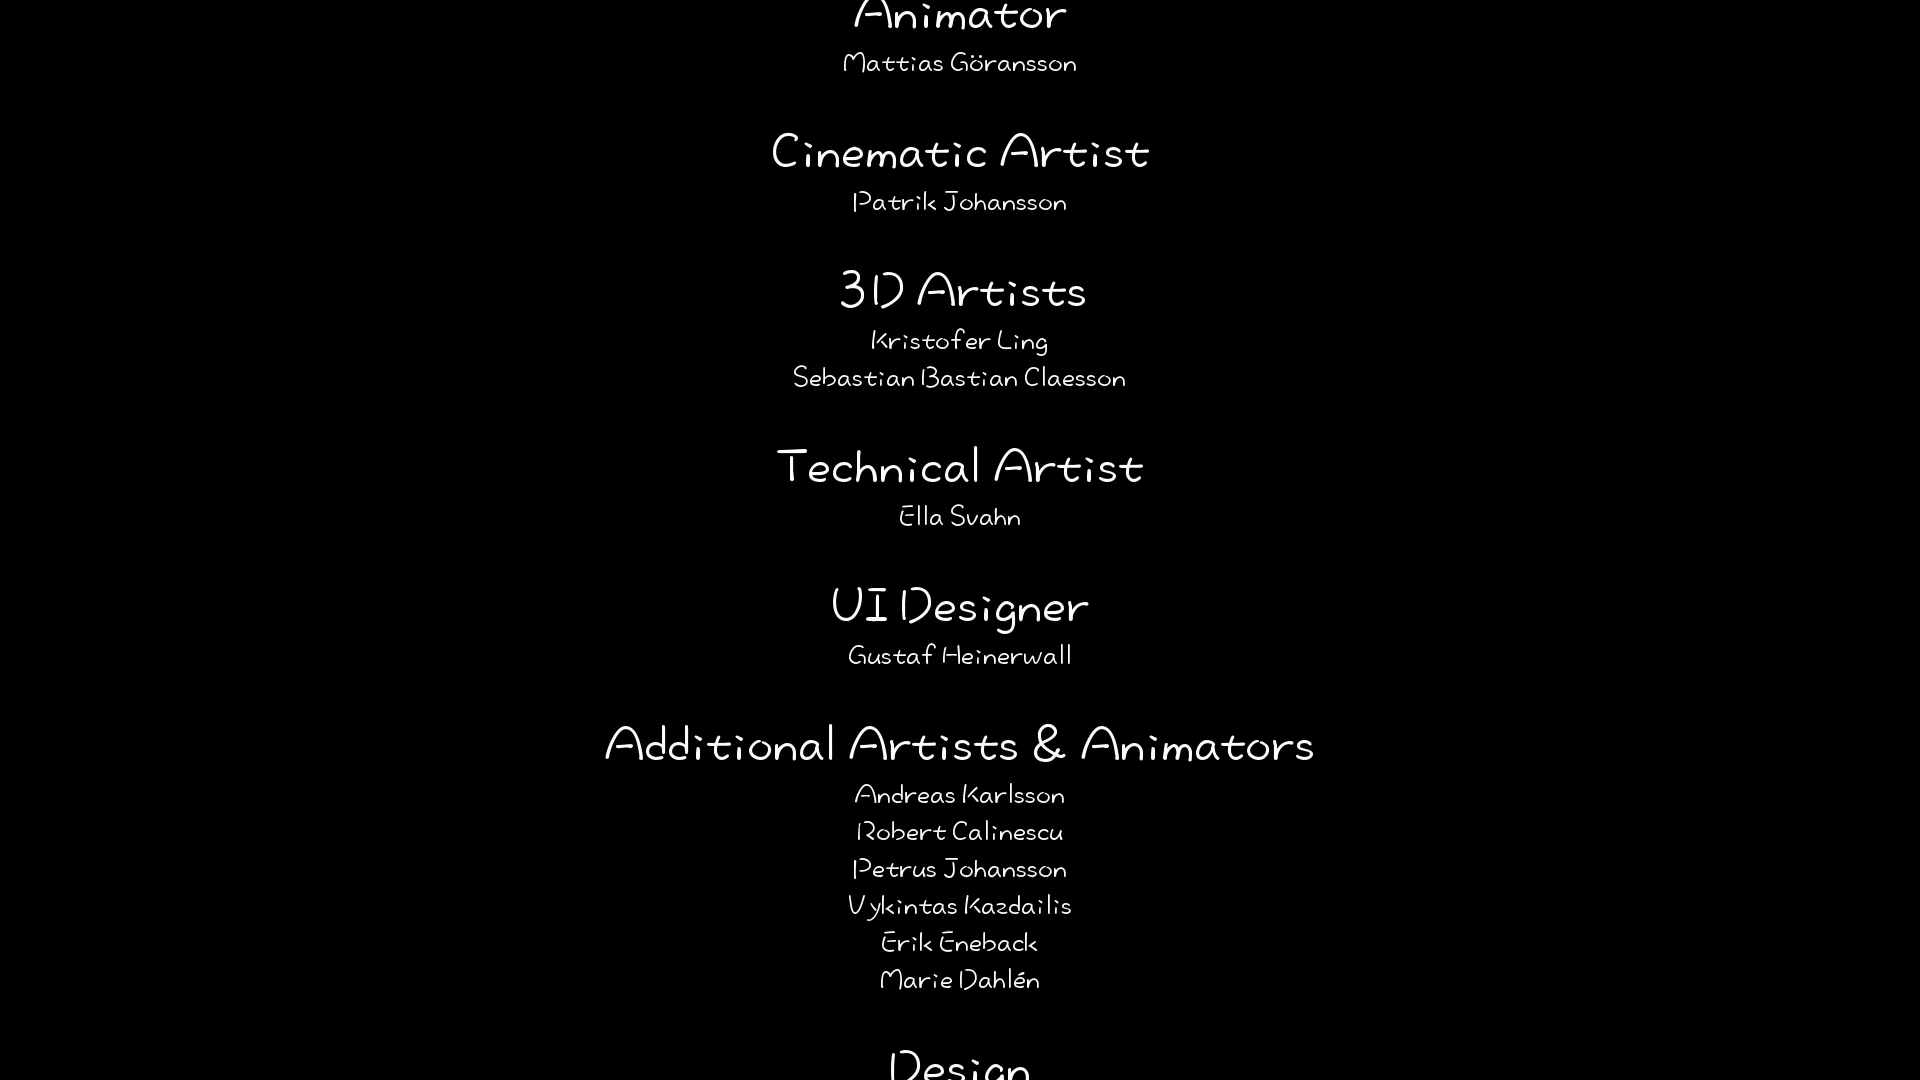 Animator
Mattias Göransson
Cinematic Artist
Patrik Johansson
3D Artists
Kristofer Ling
Sebastian Bastian Claesson
Technical Artist
Ella Svahn
UI Designer
Gustaf Heinerwall
Additional Artists & Animators
Andreas Karlsson
Robert Calinescu
Petrus Johansson
Vykintas Kazdailis
Erik Eneback
Marie Dahlén
Design